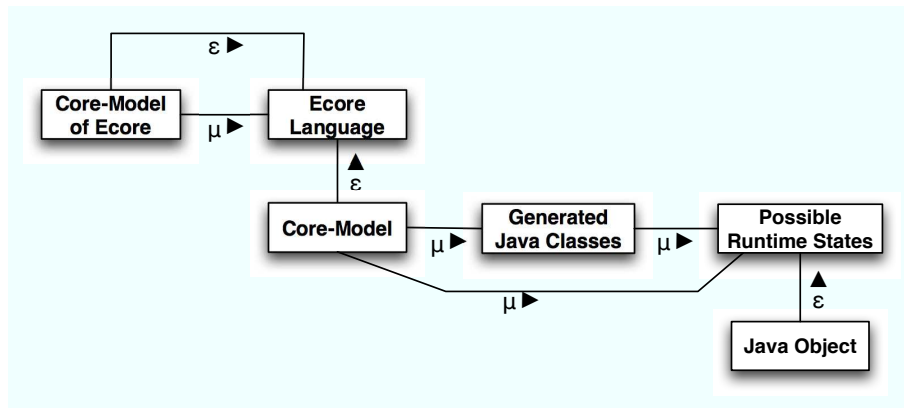 ε ►
Core-Model
of Ecore
μ ►
Ecore
Language
▲
ε
Core-Model
μ ►
Generated
Java Classes
μ ►
Possible
Runtime States
μ ►
▲
ε
Java Object